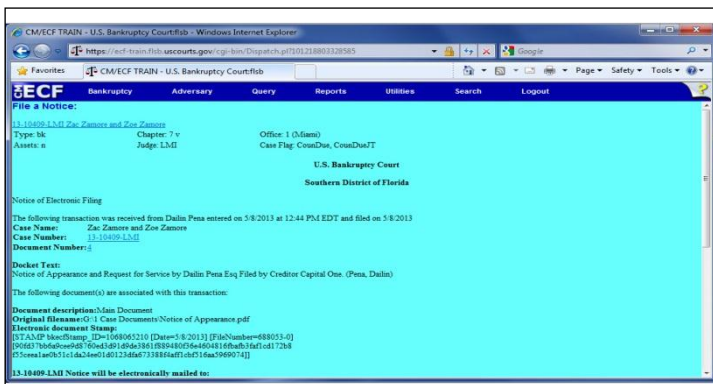 CM/ECF TRAIN - U.S. Bankruptcy Court:flsb - Windows Internet Explorer
https://ecf-train.flsb.uscourts.gov/cgi-bin/Dispatch.pl?101218803328585
Google
Favorites CM/ECF TRAIN - U.S. Bankruptcy Court:flsb Page Safety Tools
ECF Bankruptcy Adversary Query Reports Utilities Search Logout ?
File a Notice:
13-10409-LMI Zac Zamore and Zoe Zamore
Type: bk Chapter: 7 v Office: 1 (Miami)
Assets: n Judge: LMI Case Flag: CounDue, CounDueJT
U.S. Bankruptcy Court
Southern District of Florida
Notice of Electronic Filing
The following transaction was received from Dailin Pena entered on 5/8/2013 at 12:44 PM EDT and filed on 5/8/2013
Case Name: Zac Zamore and Zoe Zamore
Case Number: 13-10409-LMI
Document Number: 4
Docket Text:
Notice of Appearance and Request for Service by Dailin Pena Esq Filed by Creditor Capital One. (Pena, Dailin)
The following document(s) are associated with this transaction:
Document description:Main Document
Original filename:G:\1 Case Documents\Notice of Appearance.pdf
Electronic document Stamp:
[STAMP bkecfStamp_ID=1068065210 [Date=5/8/2013] [FileNumber=688053-0]
13-10409-LMI Notice will be electronically mailed to: